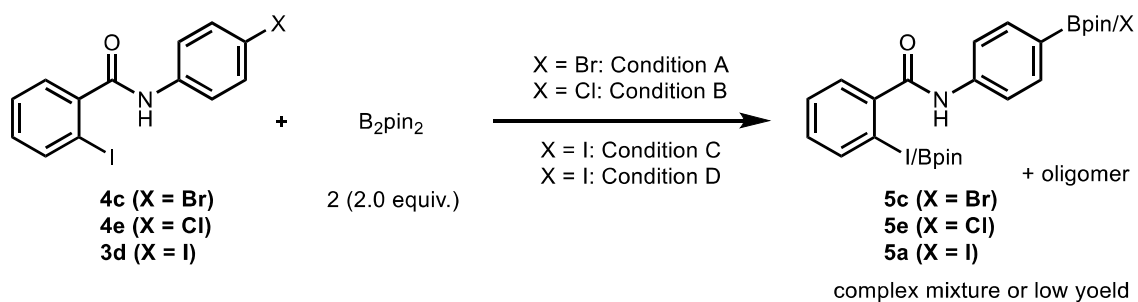 X
O
N
H
I
+
B2pin2
X = Br: Condition A
X = Cl: Condition B
X = I: Condition C
X = I: Condition D
Bpin/X
O
N
H
I/Bpin
+ oligomer
4c (X = Br)
4e (X = Cl)
3d (X = I)
2 (2.0 equiv.)
5c (X = Br)
5e (X = Cl)
5a (X = I)
complex mixture or low yoeld